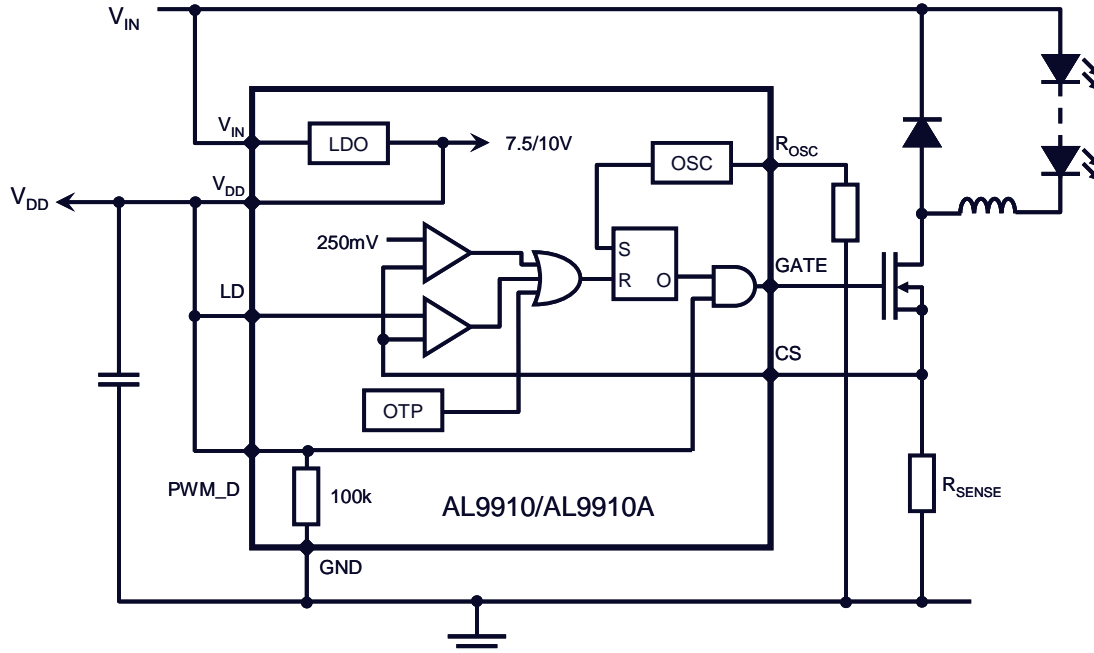 VIN
VIN
LDO
7.5/10V
ROSC
OSC
VDD
VDD
250mV
S
R
O
GATE
LD
CS
OTP
PWM_D
100k
RSENSE
AL9910/AL9910A
GND